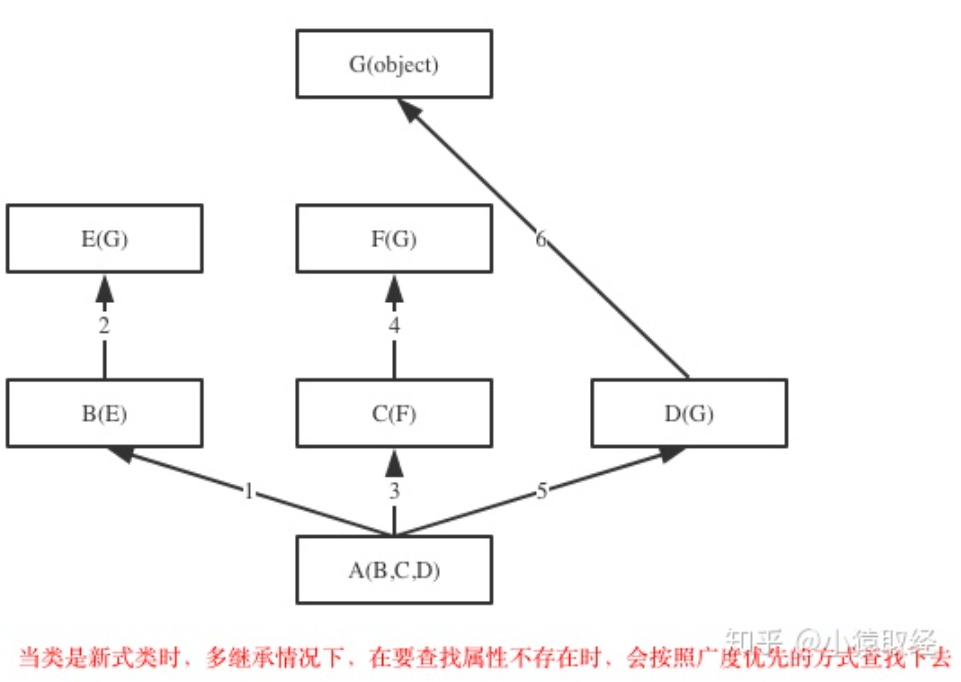 G(object)
6
E(G)
F(G)
2
4
B(E)
C(F)
D(G)
1
3
5
A(B,C,D)
知乎 @小猿取经
当类是新式类时，多继承情况下，在要查找属性不存在时，会按照广度优先的方式查找下去